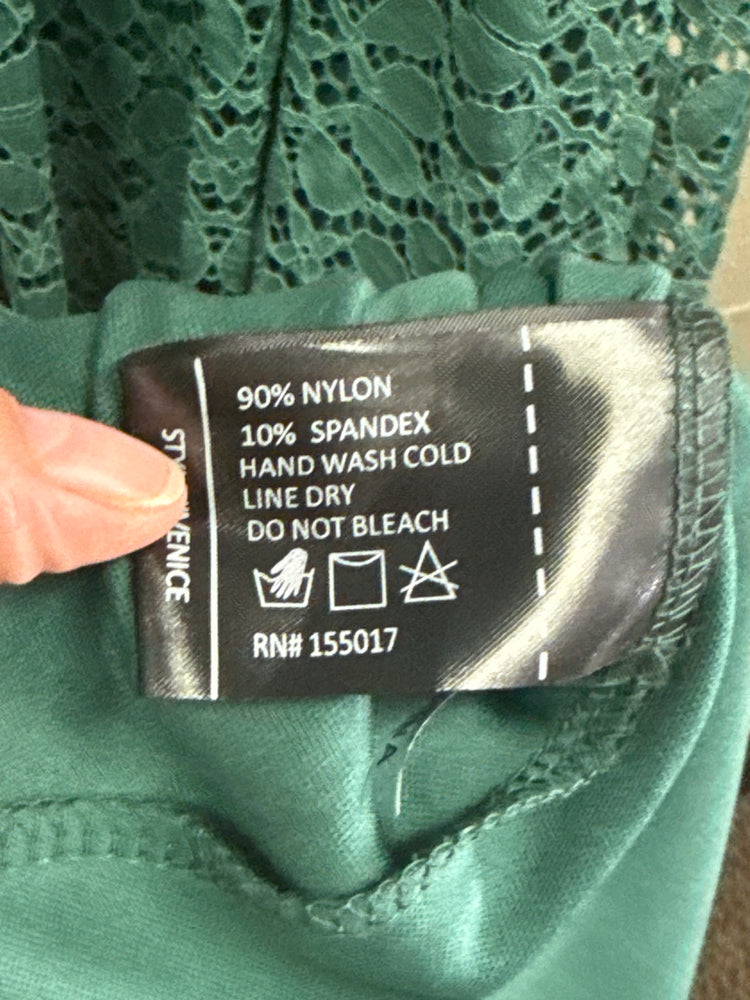 90% NYLON
10% SPANDEX
HAND WASH COLD
LINE DRY
DO NOT BLEACH
RN# 155017